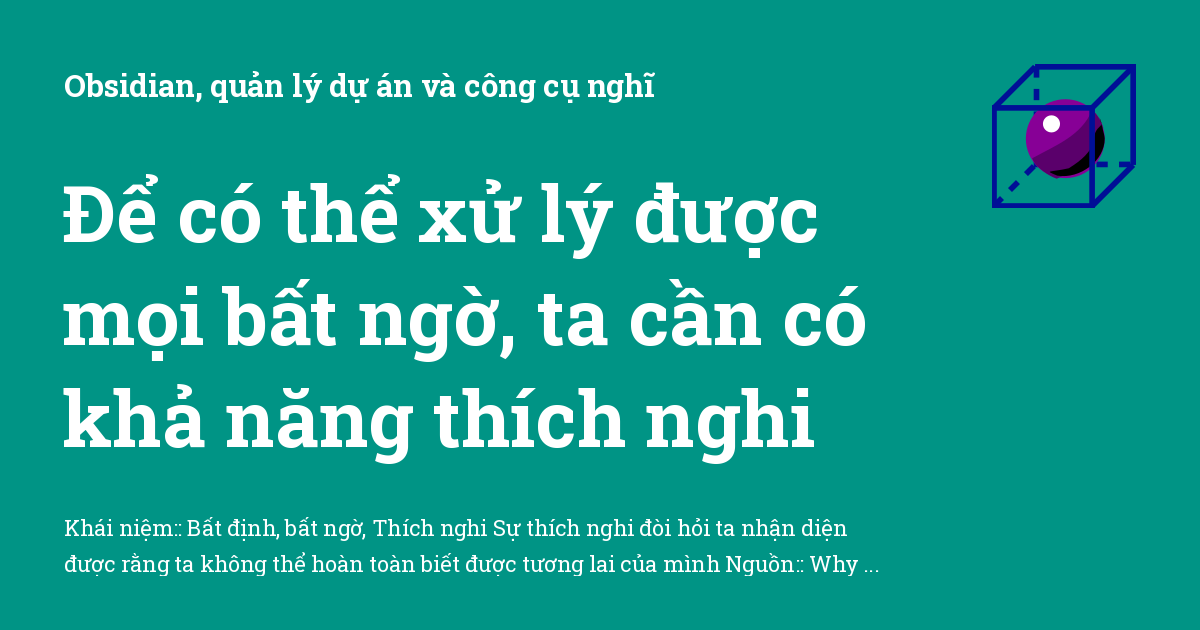 Obsidian, quản lý dự án và công cụ nghĩ
Để có thể xử lý được
mọi bất ngờ, ta cần có
khả năng thích nghi
Khái niệm:: Bất định, bất ngờ, Thích nghi Sự thích nghi đòi hỏi ta nhận diện
được rằng ta không thể hoàn toàn biết được tương lai của mình Nguồn:: Why ...